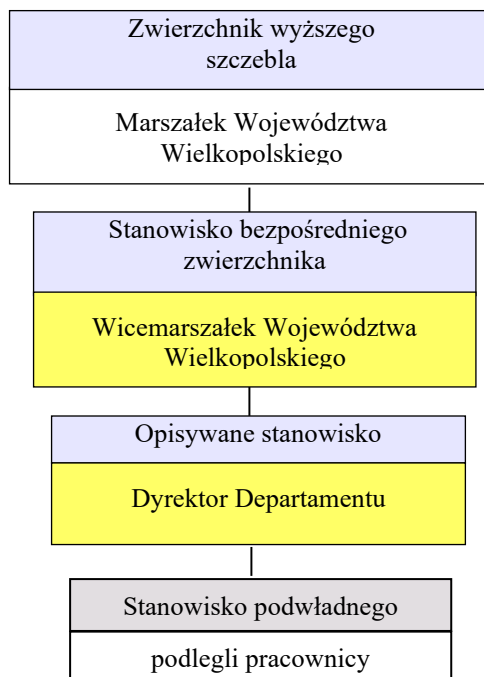 Zwierzchnik wyższego
szczebla
Marszałek Województwa
Wielkopolskiego
Stanowisko bezpośredniego
zwierzchnika
Wicemarszałek Województwa
Wielkopolskiego
Opisywane stanowisko
Dyrektor Departamentu
Stanowisko podwładnego
podlegli pracownicy